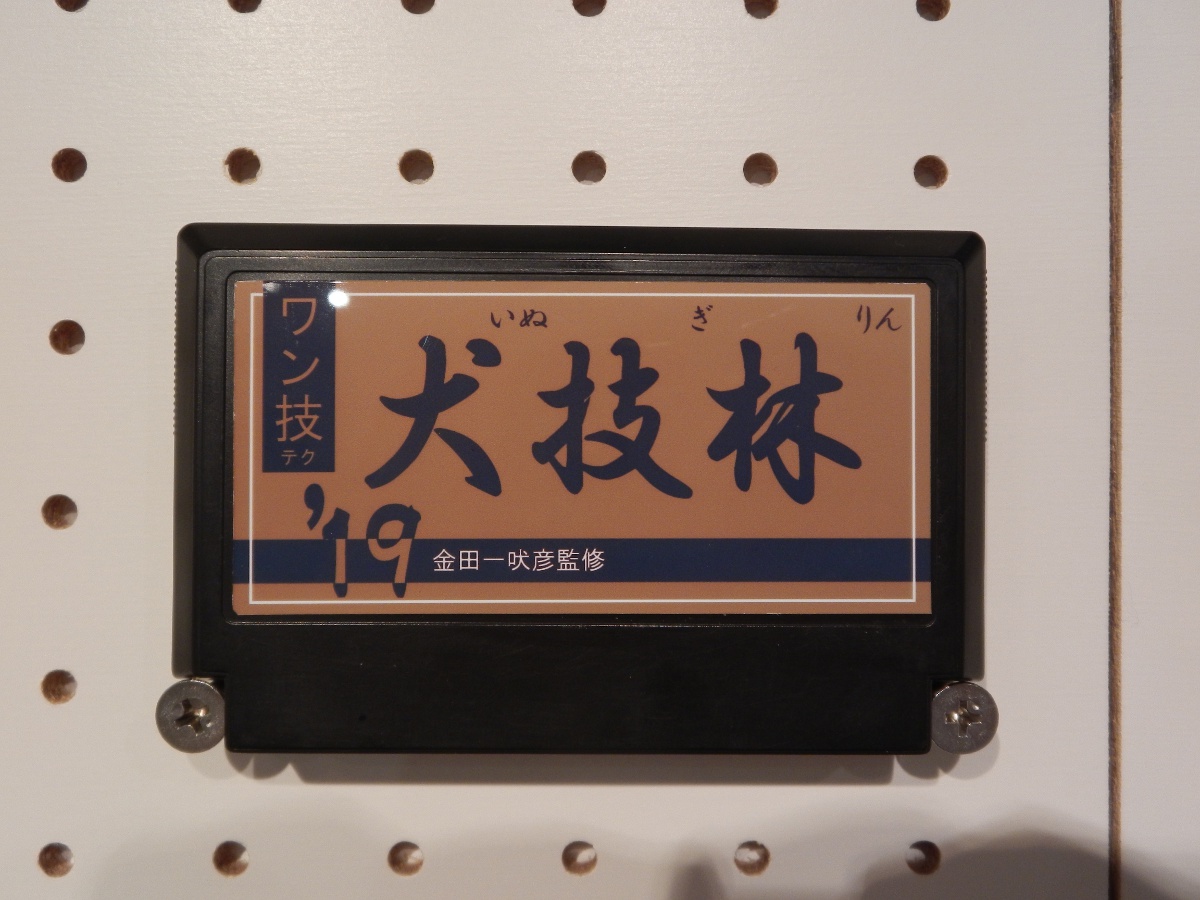 ワン技
テク
いぬ ぎ りん
犬技林
'19
金田一吠彦監修